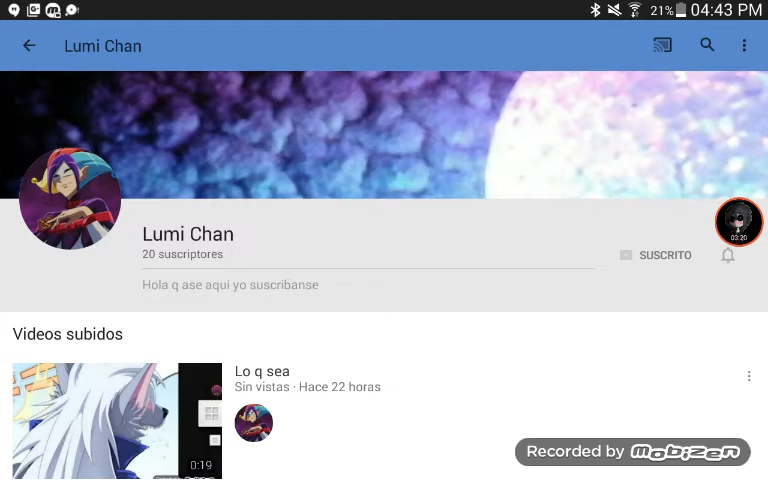 21% 04:43 PM
Lumi Chan
03:20
Lumi Chan
20 suscriptores
SUSCRITO
Hola q ase aqui yo suscribanse
Videos subidos
Lo q sea
Sin vistas · Hace 22 horas
0:19
Recorded by mobizen